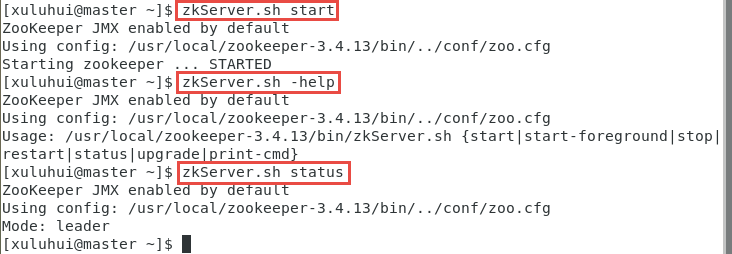 [xuluhui@master ~]$ zkServer.sh start
ZooKeeper JMX enabled by default
Using config: /usr/local/zookeeper-3.4.13/bin/../conf/zoo.cfg
Starting zookeeper ... STARTED
[xuluhui@master ~]$ zkServer.sh -help
ZooKeeper JMX enabled by default
Using config: /usr/local/zookeeper-3.4.13/bin/../conf/zoo.cfg
Usage: /usr/local/zookeeper-3.4.13/bin/zkServer.sh {start|start-foreground|stop|
restart|status|upgrade|print-cmd}
[xuluhui@master ~]$ zkServer.sh status
ZooKeeper JMX enabled by default
Using config: /usr/local/zookeeper-3.4.13/bin/../conf/zoo.cfg
Mode: leader
[xuluhui@master ~]$